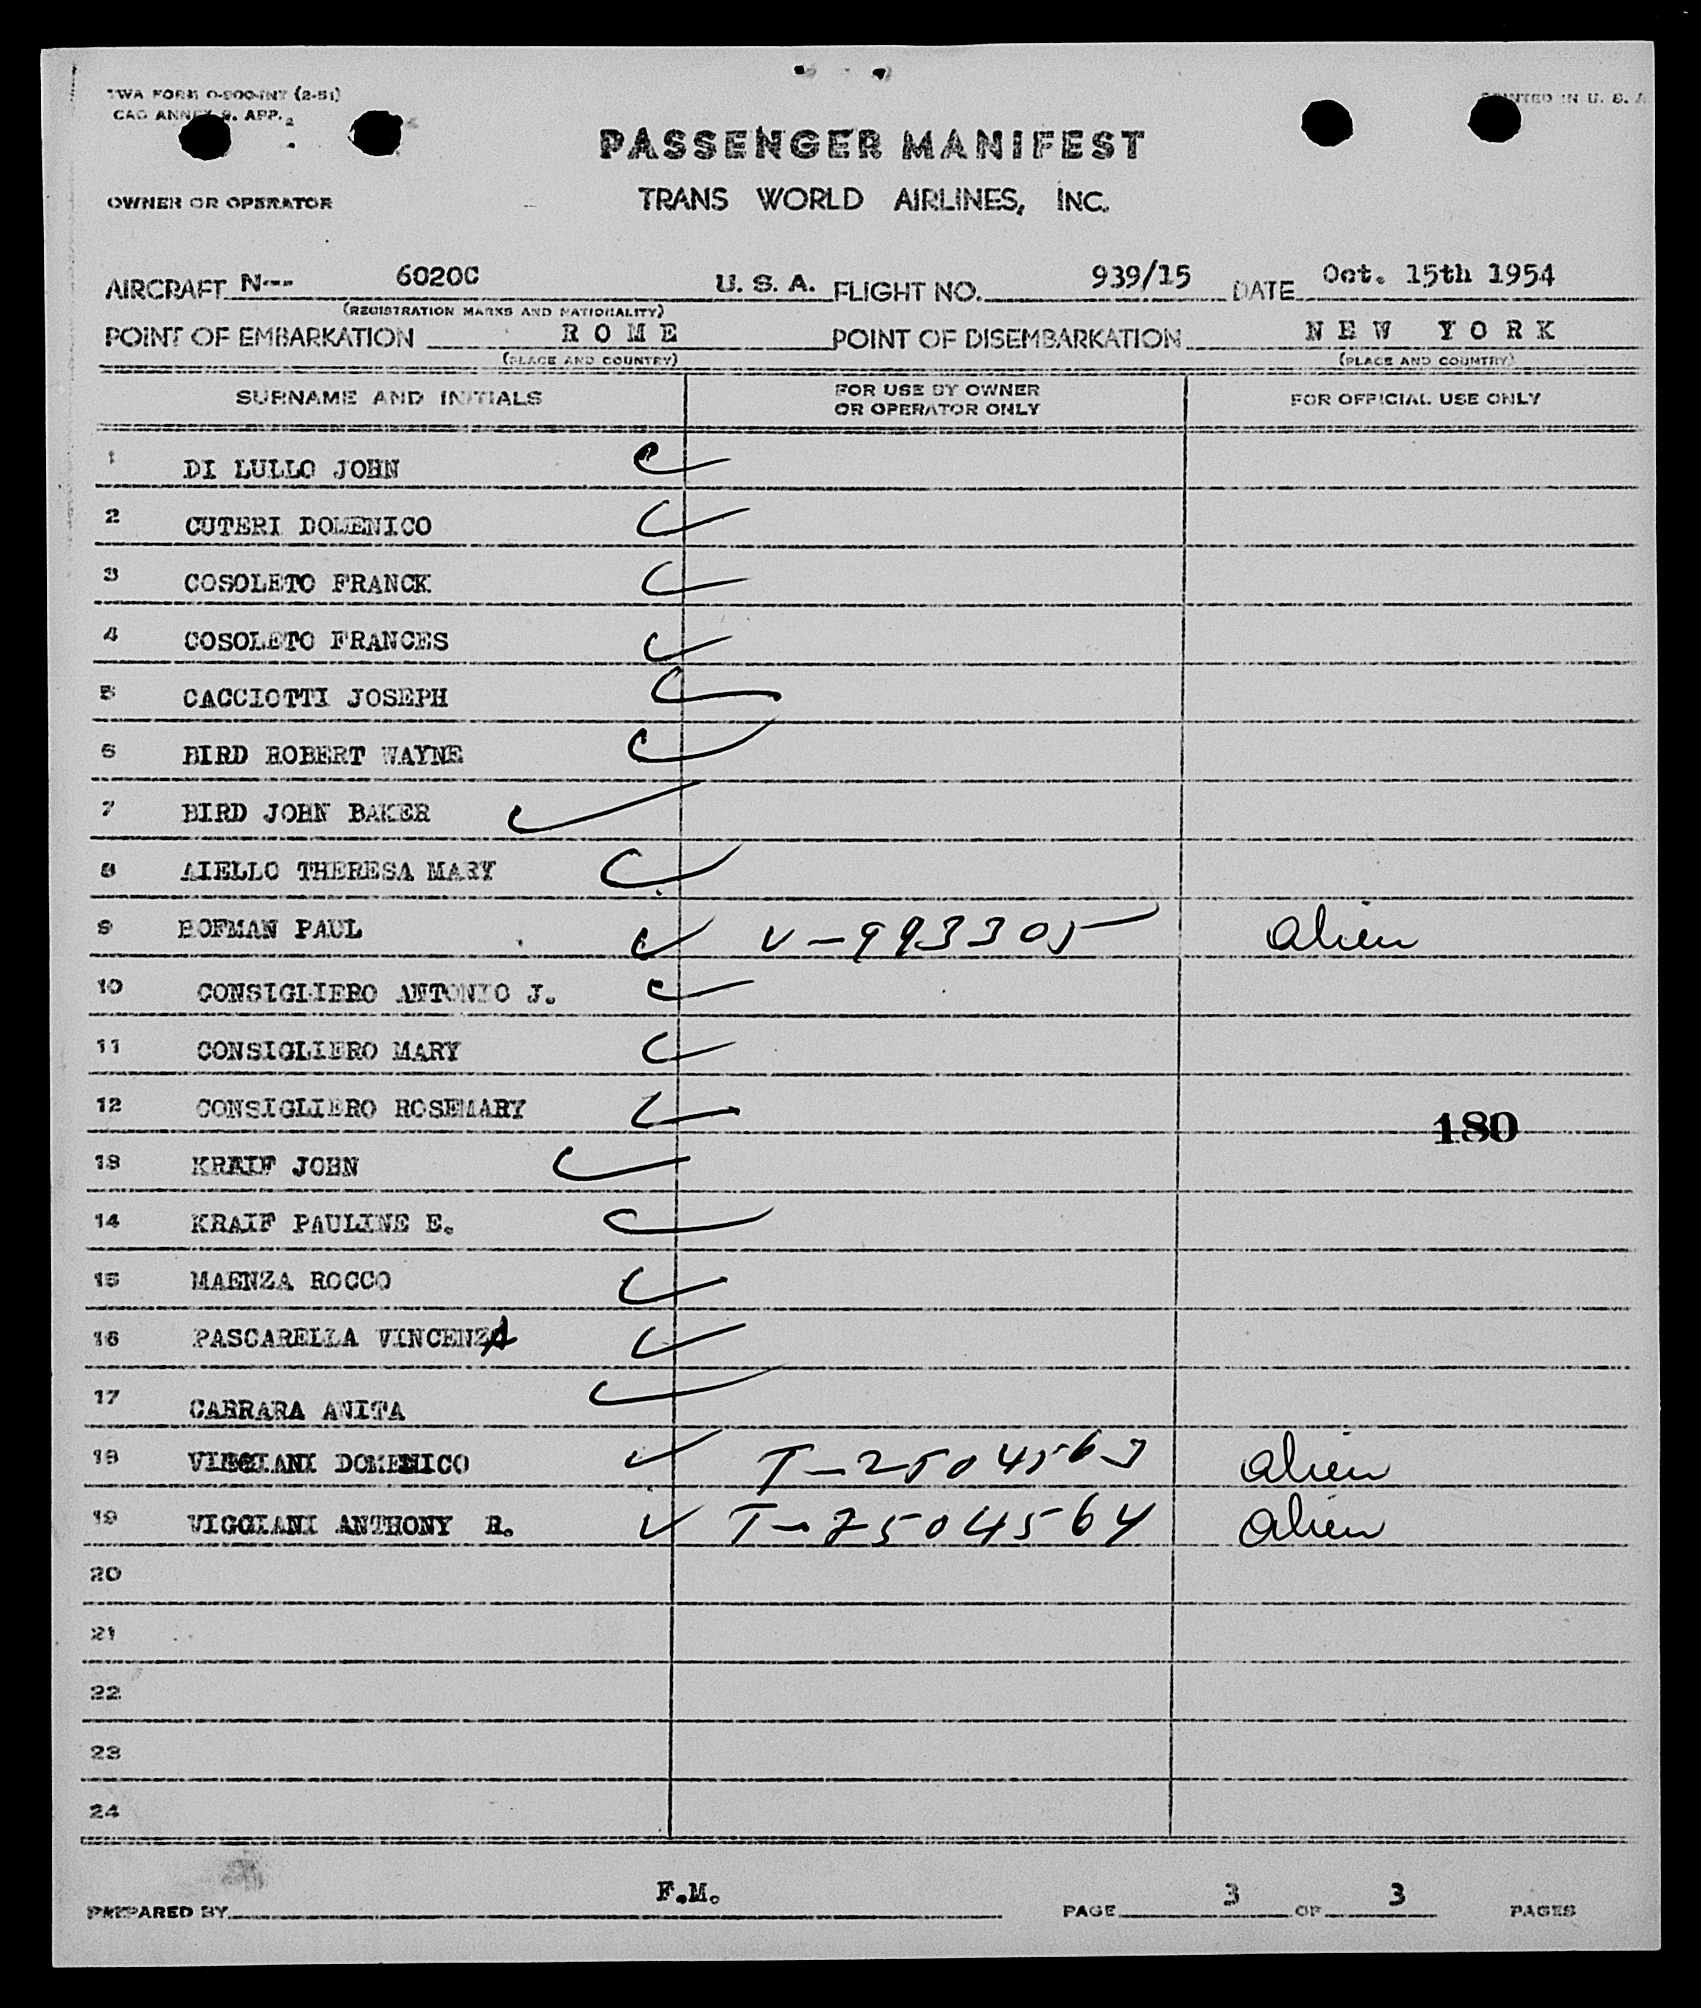 TWA FORM O-900-INT (2-51)
CAO ANNEX 9. APP. 2
PRINTED IN U. S. A
PASSENGER MANIFEST
OWNER OR OPERATOR
TRANS WORLD AIRLINES, INC.
AIRCRAFT N--- 6020C U. S. A. FLIGHT NO. 939/15 DATE Oct. 15th 1954
(REGISTRATION MARKS AND NATIONALITY)
POINT OF EMBARKATION R O M E POINT OF DISEMBARKATION N E W Y O R K
(PLACE AND COUNTRY) (PLACE AND COUNTRY)
SURNAME AND INITIALS FOR USE BY OWNER OR OPERATOR ONLY FOR OFFICIAL USE ONLY
1 DI LULLO JOHN
2 CUTERI DOMENICO
3 COSOLETO FRANCK
4 COSOLETO FRANCES
5 CACCIOTTI JOSEPH
6 BIRD ROBERT WAYNE
7 BIRD JOHN BAKER
8 AIELLO THERESA MARY
9 HOFMAN PAUL V-993305 alien
10 CONSIGLIERO ANTONIO J.
11 CONSIGLIERO MARY
12 CONSIGLIERO ROSEMARY
180
13 KRAIF JOHN
14 KRAIF PAULINE E.
15 MAENZA ROCCO
16 PASCARELLA VINCENZA
17 CARRARA ANITA
18 VIGGIANI DOMENICO T-2504563 alien
19 VIGGIANI ANTHONY R. T-2504564 alien
20
21
22
23
24
PREPARED BY F.M. PAGE 3 OF 3 PAGES